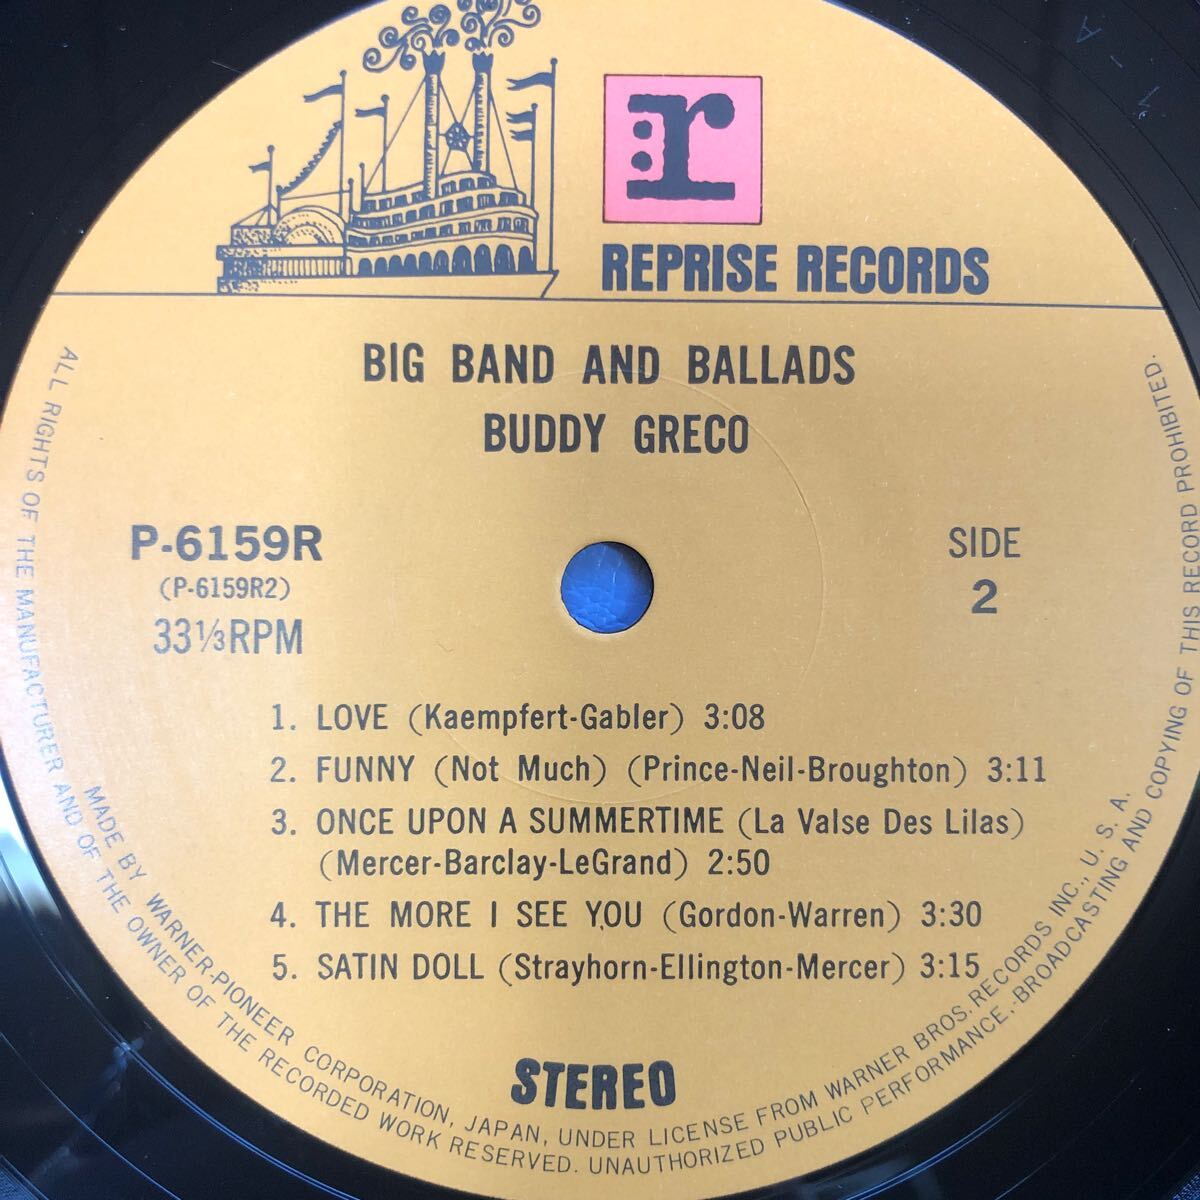 r
REPRISE RECORDS
BIG BAND AND BALLADS
BUDDY GRECO
P-6159R
(P-6159R2)
33⅓RPM
SIDE
2
1. LOVE (Kaempfert-Gabler) 3:08
2. FUNNY (Not Much) (Prince-Neil-Broughton) 3:11
3. ONCE UPON A SUMMERTIME (La Valse Des Lilas)
(Mercer-Barclay-LeGrand) 2:50
4. THE MORE I SEE YOU (Gordon-Warren) 3:30
5. SATIN DOLL (Strayhorn-Ellington-Mercer) 3:15
STEREO
MADE BY WARNER-PIONEER CORPORATION, JAPAN, UNDER LICENSE FROM WARNER BROS. RECORDS INC., U. S. A.
ALL RIGHTS OF THE MANUFACTURER AND OF THE OWNER OF THE RECORDED WORK RESERVED. UNAUTHORIZED PUBLIC PERFORMANCE, BROADCASTING AND COPYING OF THIS RECORD PROHIBITED.